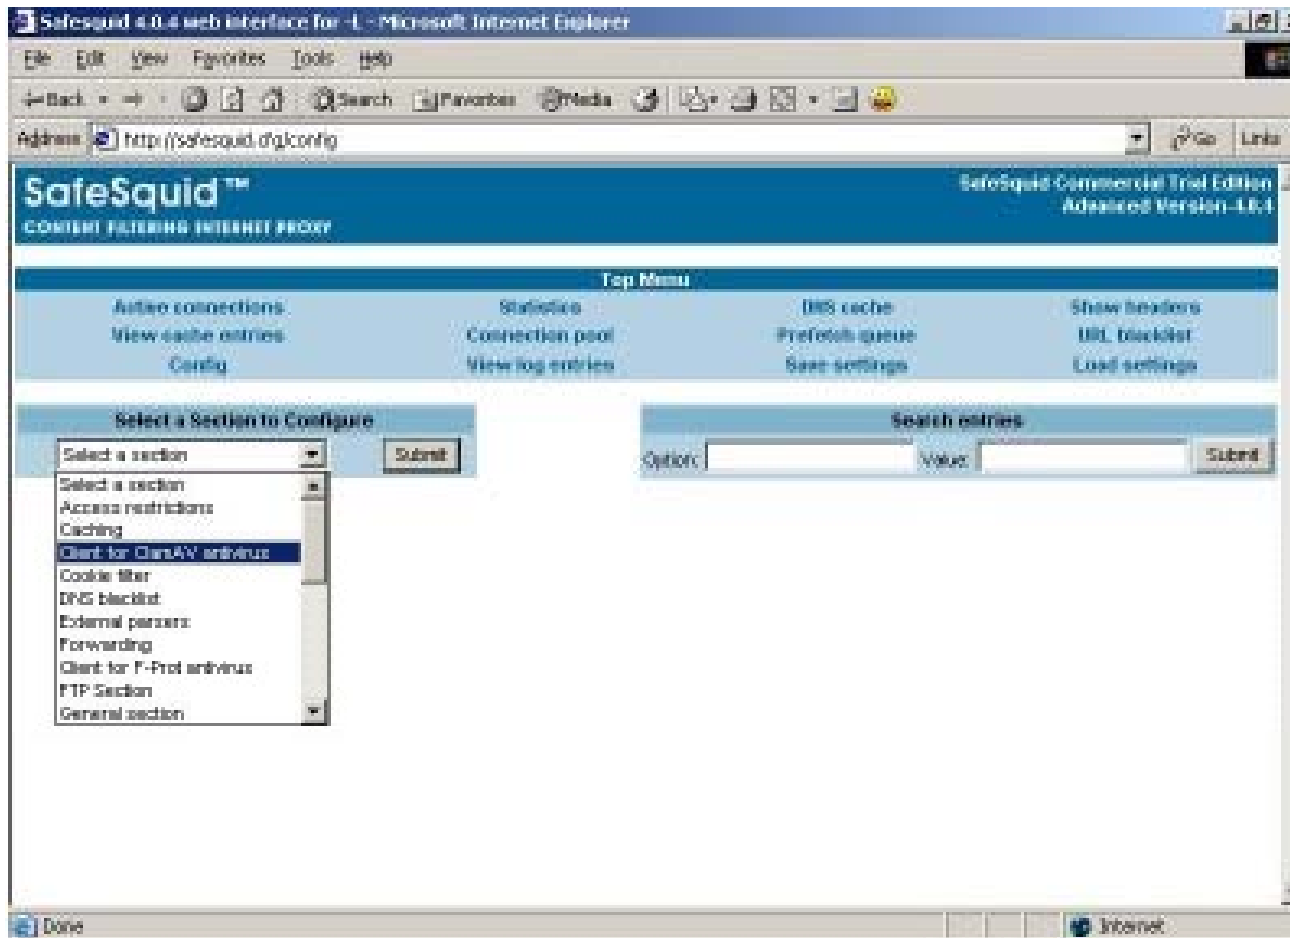 Safesquid 4.0.4 web interface for -L - Microsoft Internet Explorer
File Edit View Favorites Tools Help
Back Search Favorites Media
Address http://safesquid.cfg/config Go Links
SafeSquid™
CONTENT FILTERING INTERNET PROXY
SafeSquid Commercial Trial Edition
Advanced Version-4.0.4
Top Menu
Active connections Statistics DNS cache Show headers
View cache entries Connection pool Prefetch queue URL blacklist
Config View log entries Save settings Load settings
Select a Section to Configure
Search entries
Select a section Submit
Option: Value: Submit
Select a section
Access restrictions
Caching
Client for ClamAV antivirus
Cookie filter
DNS blacklist
External parsers
Forwarding
Client for F-Prot antivirus
FTP Section
General section
Done
Internet